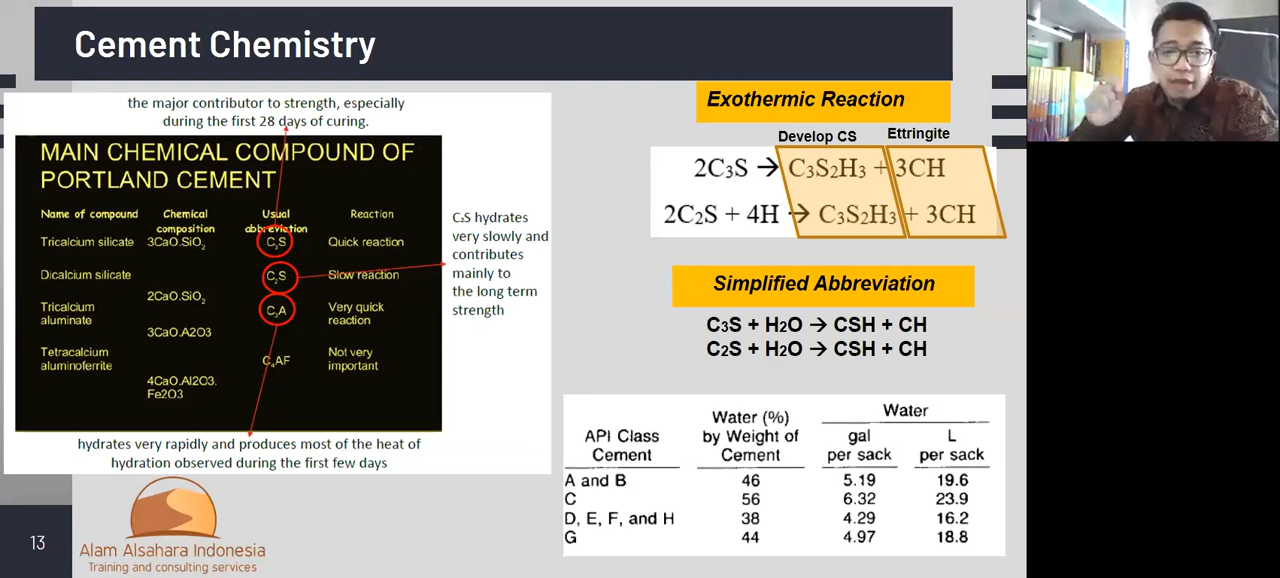 Cement Chemistry
the major contributor to strength, especially
during the first 28 days of curing.
MAIN CHEMICAL COMPOUND OF
PORTLAND CEMENT
Name of compound
Chemical
composition
Usual
abbreviation
Reaction
Tricalcium silicate
3CaO.SiO₂
C₃S
Quick reaction
Dicalcium silicate
2CaO.SiO₂
C₂S
Slow reaction
Tricalcium
aluminate
3CaO.A2O3
C₃A
Very quick
reaction
Tetracalcium
aluminoferrite
4CaO.Al2O3.
Fe2O3
C₄AF
Not very
important
C₂S hydrates
very slowly and
contributes
mainly to
the long term
strength
hydrates very rapidly and produces most of the heat of
hydration observed during the first few days
Exothermic Reaction
Develop CS
Ettringite
2C₃S → C₃S₂H₃ + 3CH
2C₂S + 4H → C₃S₂H₃ + 3CH
Simplified Abbreviation
C₃S + H₂O → CSH + CH
C₂S + H₂O → CSH + CH
API Class
Cement
Water (%)
by Weight of
Cement
Water
gal
per sack
L
per sack
A and B 46 5.19 19.6
C 56 6.32 23.9
D, E, F, and H 38 4.29 16.2
G 44 4.97 18.8
13
Alam Alsahara Indonesia
Training and consulting services